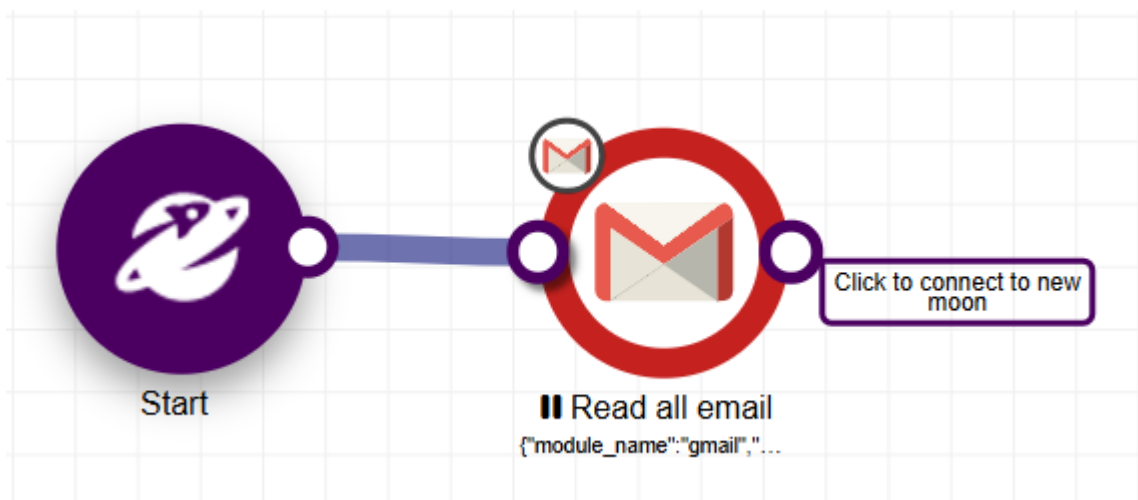 Click to connect to new
moon
Start
Read all email
{"module_name":"gmail","...